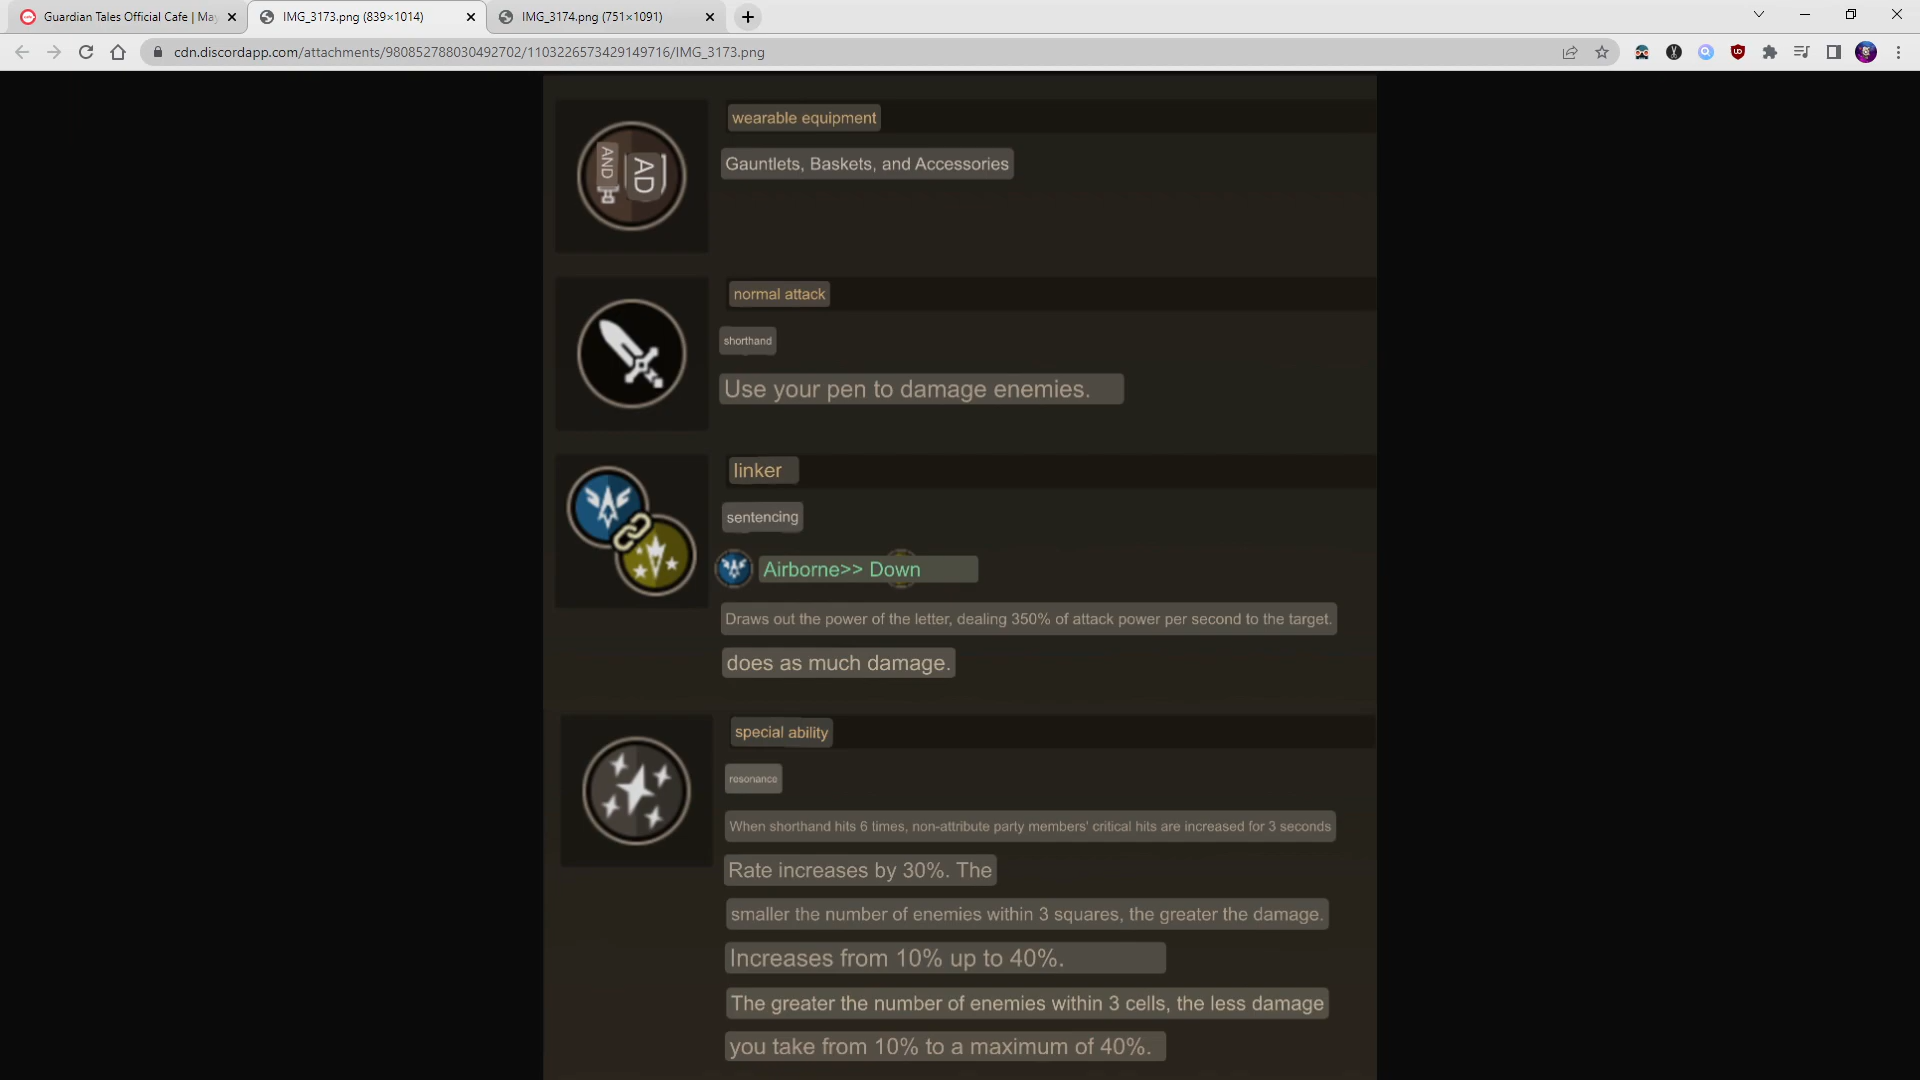 Guardian Tales Official Cafe | May
IMG_3173.png (839×1014)
IMG_3174.png (751×1091)
cdn.discordapp.com/attachments/980852788030492702/1103226573429149716/IMG_3173.png
wearable equipment
AND AD
Gauntlets, Baskets, and Accessories
normal attack
shorthand
Use your pen to damage enemies.
linker
sentencing
Airborne>> Down
Draws out the power of the letter, dealing 350% of attack power per second to the target.
does as much damage.
special ability
resonance
When shorthand hits 6 times, non-attribute party members' critical hits are increased for 3 seconds
Rate increases by 30%. The
smaller the number of enemies within 3 squares, the greater the damage.
Increases from 10% up to 40%.
The greater the number of enemies within 3 cells, the less damage
you take from 10% to a maximum of 40%.